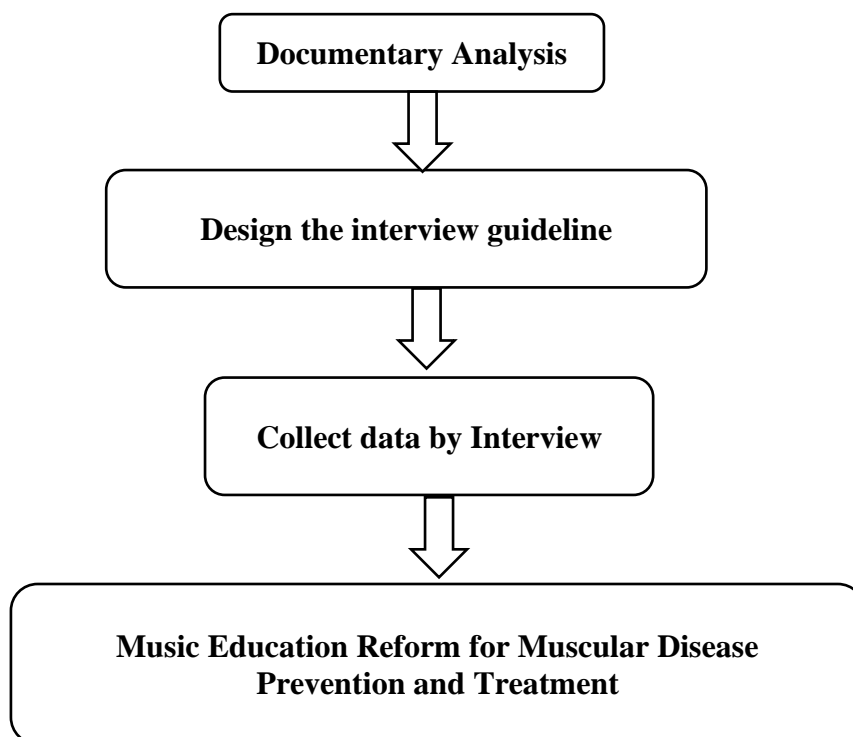 Documentary Analysis
Design the interview guideline
Collect data by Interview
Music Education Reform for Muscular Disease
Prevention and Treatment